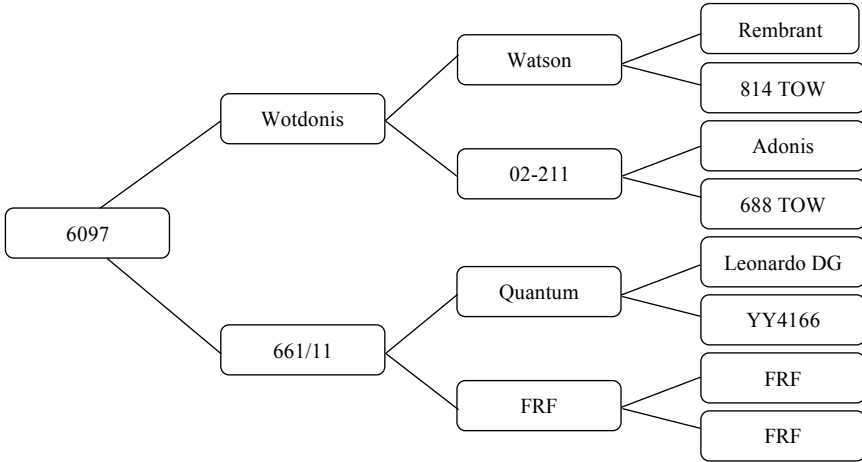 Rembrant
Watson
814 TOW
Wotdonis
Adonis
02-211
688 TOW
6097
Leonardo DG
Quantum
YY4166
661/11
FRF
FRF
FRF